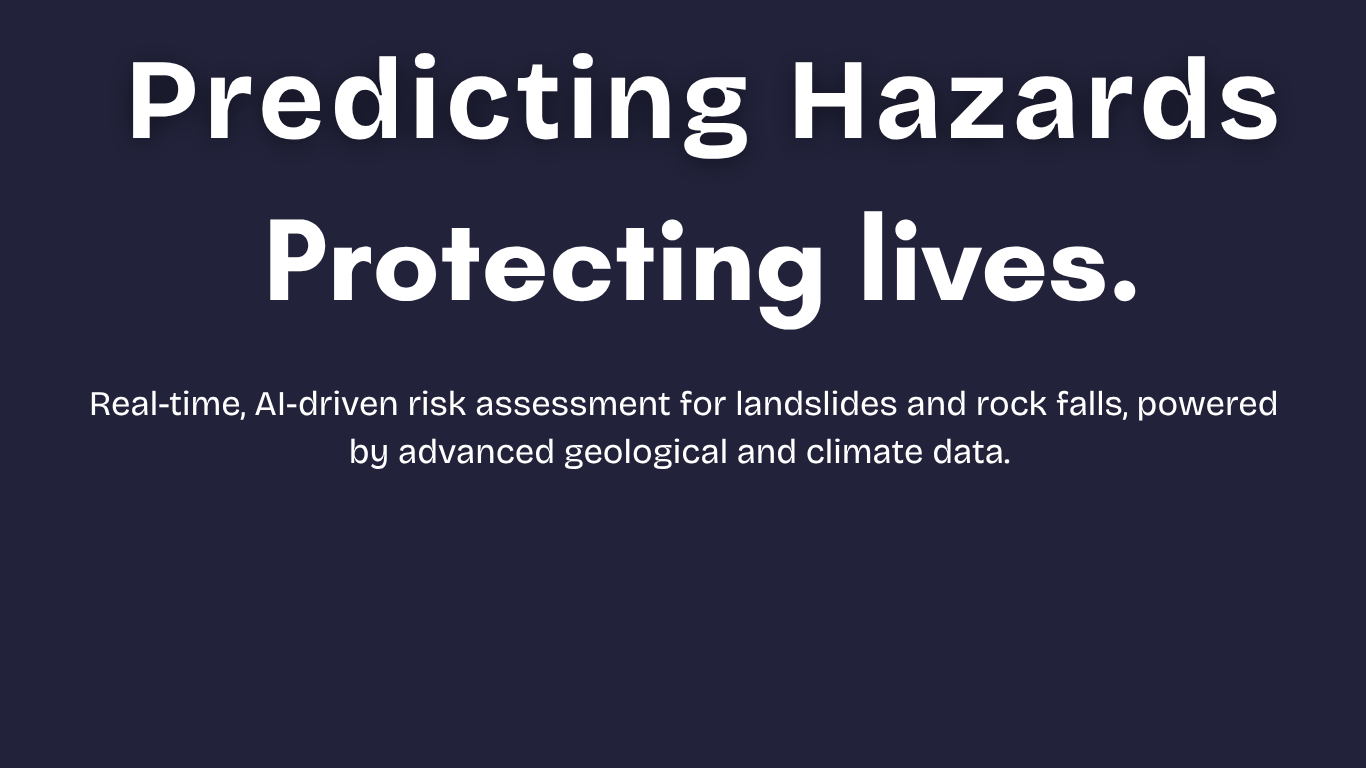 Predicting Hazards
Protecting lives.
Real-time, AI-driven risk assessment for landslides and rock falls, powered
by advanced geological and climate data.